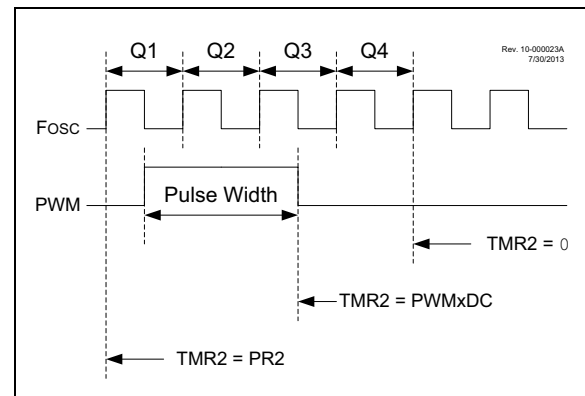 Q1 Q2 Q3 Q4
Rev. 10-000023A
7/30/2013
FOSC
PWM
Pulse Width
TMR2 = 0
TMR2 = PWMxDC
TMR2 = PR2